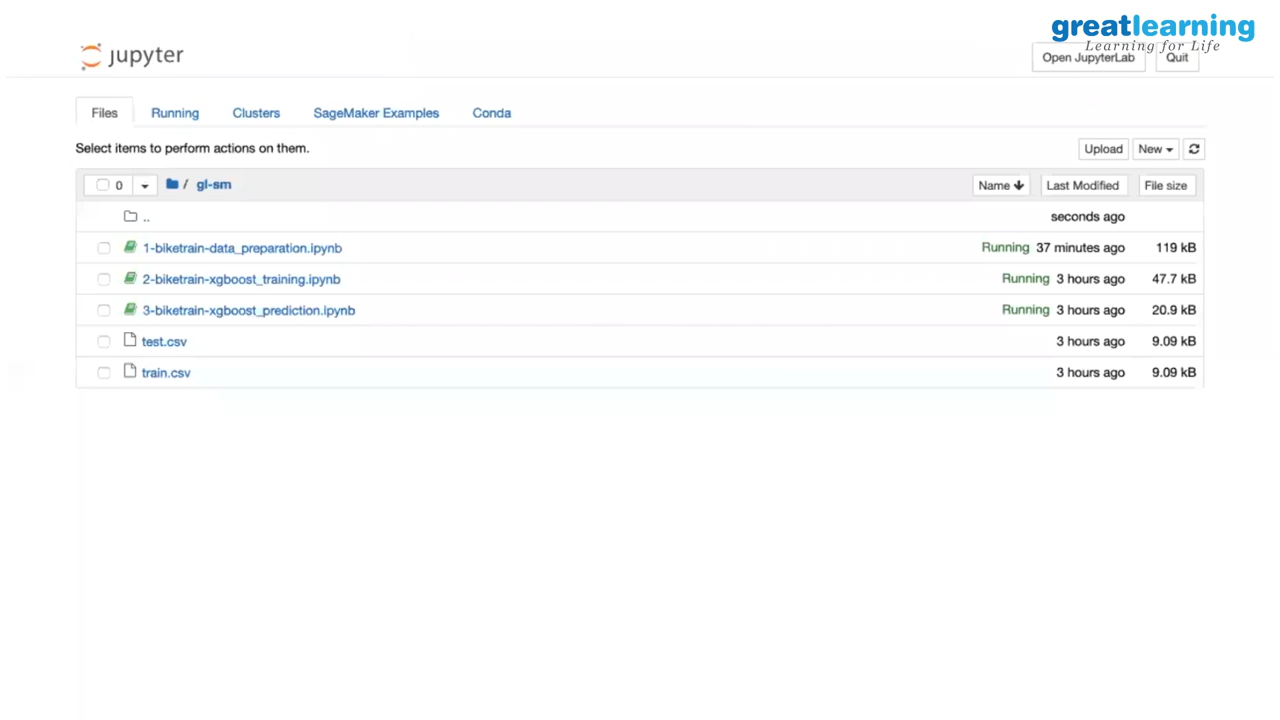 greatlearning
Learning for Life
jupyter
Open JupyterLab Quit
Files Running Clusters SageMaker Examples Conda
Select items to perform actions on them.
Upload New
0 / gl-sm Name Last Modified File size
.. seconds ago
1-biketrain-data_preparation.ipynb Running 37 minutes ago 119 kB
2-biketrain-xgboost_training.ipynb Running 3 hours ago 47.7 kB
3-biketrain-xgboost_prediction.ipynb Running 3 hours ago 20.9 kB
test.csv 3 hours ago 9.09 kB
train.csv 3 hours ago 9.09 kB